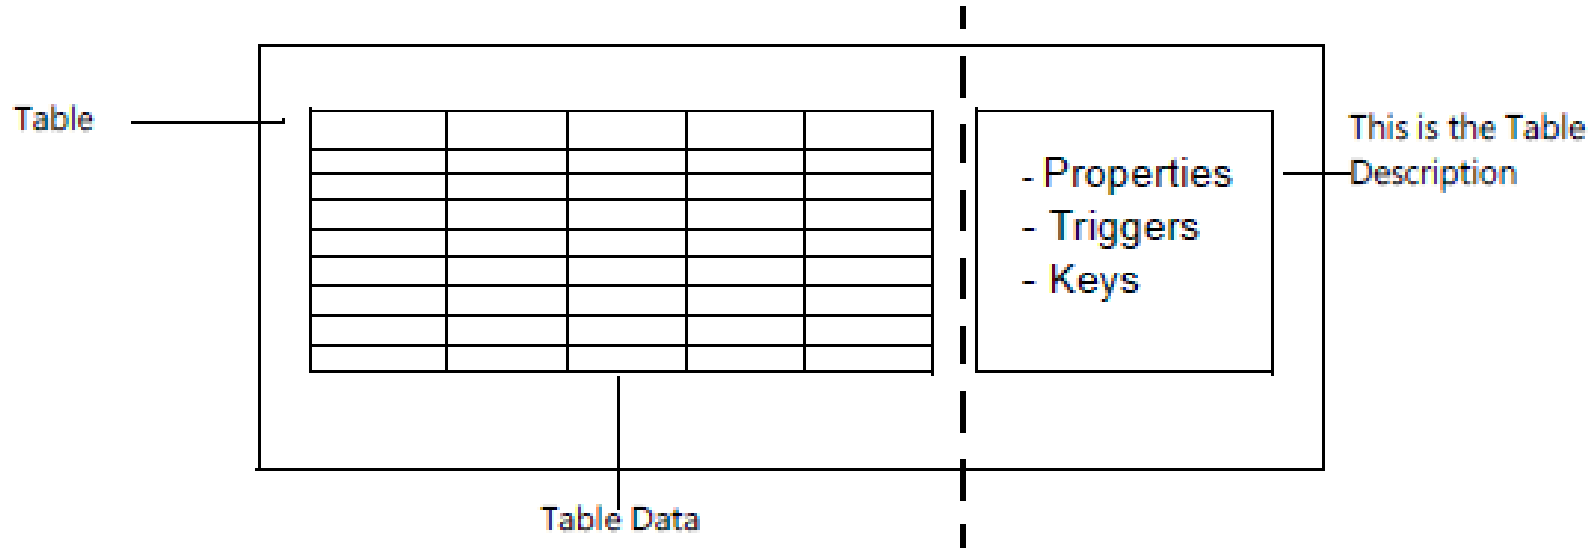 Table
- Properties
- Triggers
- Keys
This is the Table
Description
Table Data